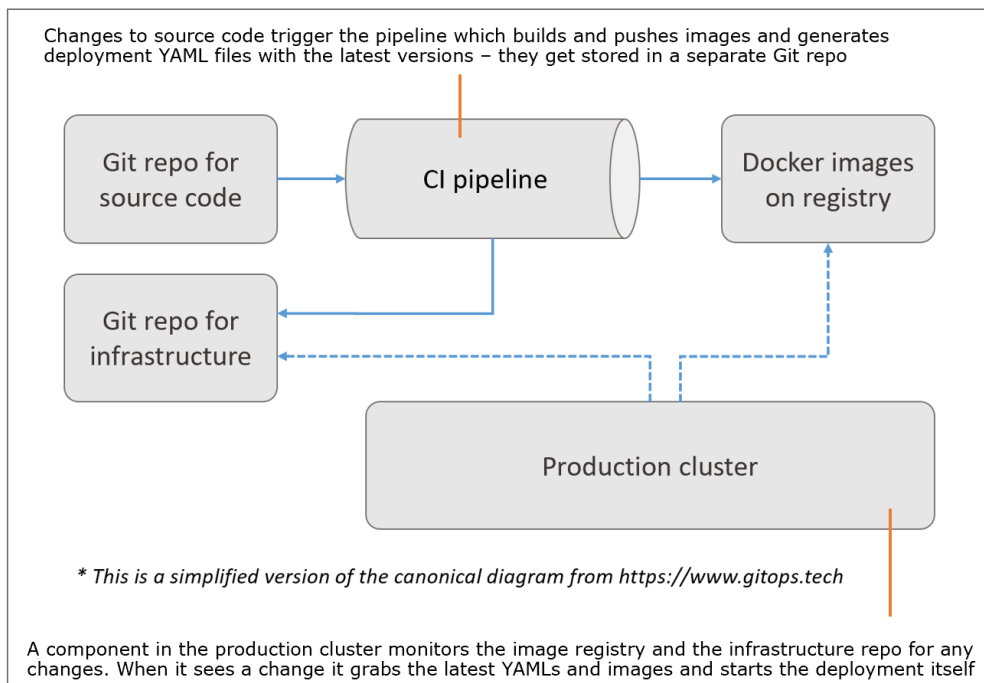 Changes to source code trigger the pipeline which builds and pushes images and generates
deployment YAML files with the latest versions – they get stored in a separate Git repo
Git repo for
source code
CI pipeline
Docker images
on registry
Git repo for
infrastructure
Production cluster
* This is a simplified version of the canonical diagram from https://www.gitops.tech
A component in the production cluster monitors the image registry and the infrastructure repo for any
changes. When it sees a change it grabs the latest YAMLs and images and starts the deployment itself